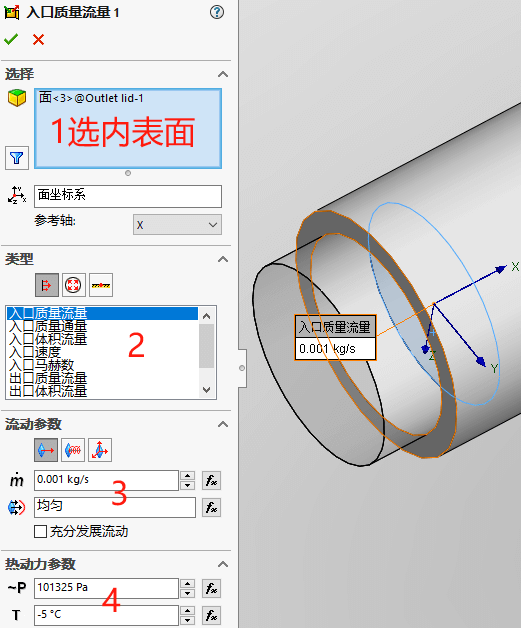 入口质量流量 1
选择
面<3>@Outlet lid-1
1选内表面
面坐标系
参考轴:
X
类型
入口质量流量
入口质量通量
入口体积流量
入口速度
入口马赫数
出口质量流量
出口体积流量
2
流动参数
ṁ
0.001 kg/s
3
均匀
充分发展流动
热动力参数
~P
101325 Pa
4
T
-5 °C
入口质量流量
0.001 kg/s
X
Y
Z